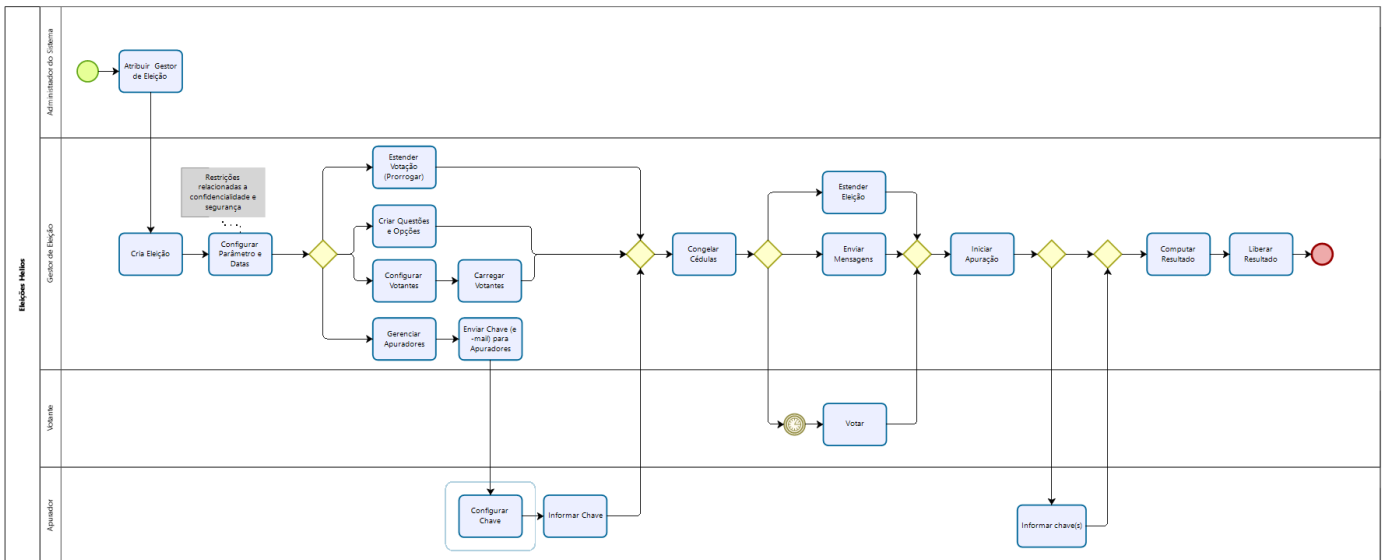 Eleições Helios
Administrador do Sistema
Atribuir Gestor
de Eleição
Gestor de Eleição
Restrições
relacionadas a
confidencialidade e
segurança
Cria Eleição
Configurar
Parâmetro e
Datas
Estender
Votação
(Prorrogar)
Criar Questões
e Opções
Configurar
Votantes
Carregar
Votantes
Gerenciar
Apuradores
Enviar Chave (e
-mail) para
Apuradores
Congelar
Cédulas
Estender
Eleição
Enviar
Mensagens
Iniciar
Apuração
Computar
Resultado
Liberar
Resultado
Votante
Votar
Apurador
Configurar
Chave
Informar Chave
Informar chave(s)